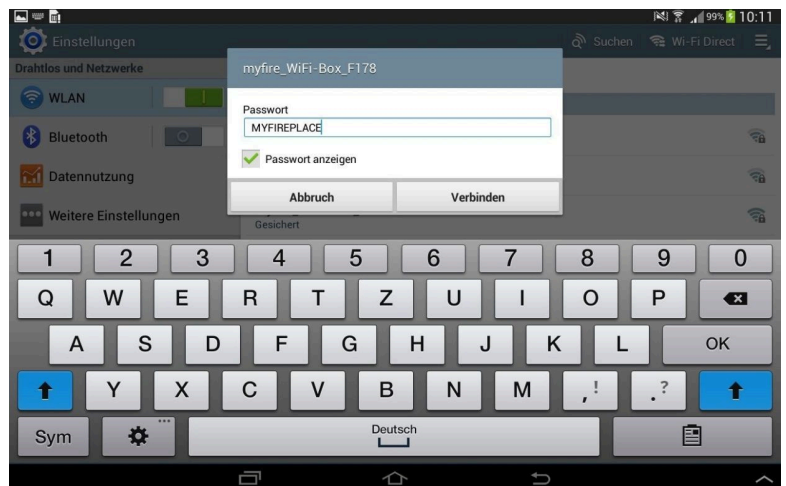 99% 10:11
Einstellungen
Suchen
Wi-Fi Direct
Drahtlos und Netzwerke
WLAN
Bluetooth
Datennutzung
Weitere Einstellungen
myfire_WiFi-Box_F178
Passwort
MYFIREPLACE
Passwort anzeigen
Abbruch
Verbinden
Gesichert
1 2 3 4 5 6 7 8 9 0
Q W E R T Z U I O P
A S D F G H J K L OK
Y X C V B N M , ! . ?
Sym
Deutsch